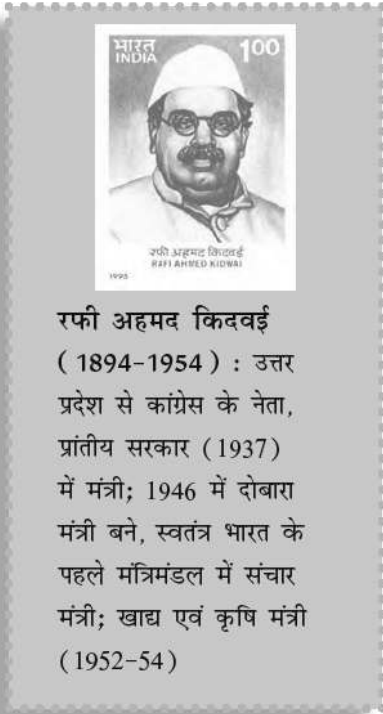 भारत 100
INDIA
रफी अहमद किदवई
RAFI AHMED KIDWAI
1995
रफी अहमद किदवई
(1894-1954) : उत्तर
प्रदेश से कांग्रेस के नेता,
प्रांतीय सरकार (1937)
में मंत्री; 1946 में दोबारा
मंत्री बने, स्वतंत्र भारत के
पहले मंत्रिमंडल में संचार
मंत्री; खाद्य एवं कृषि मंत्री
(1952-54)